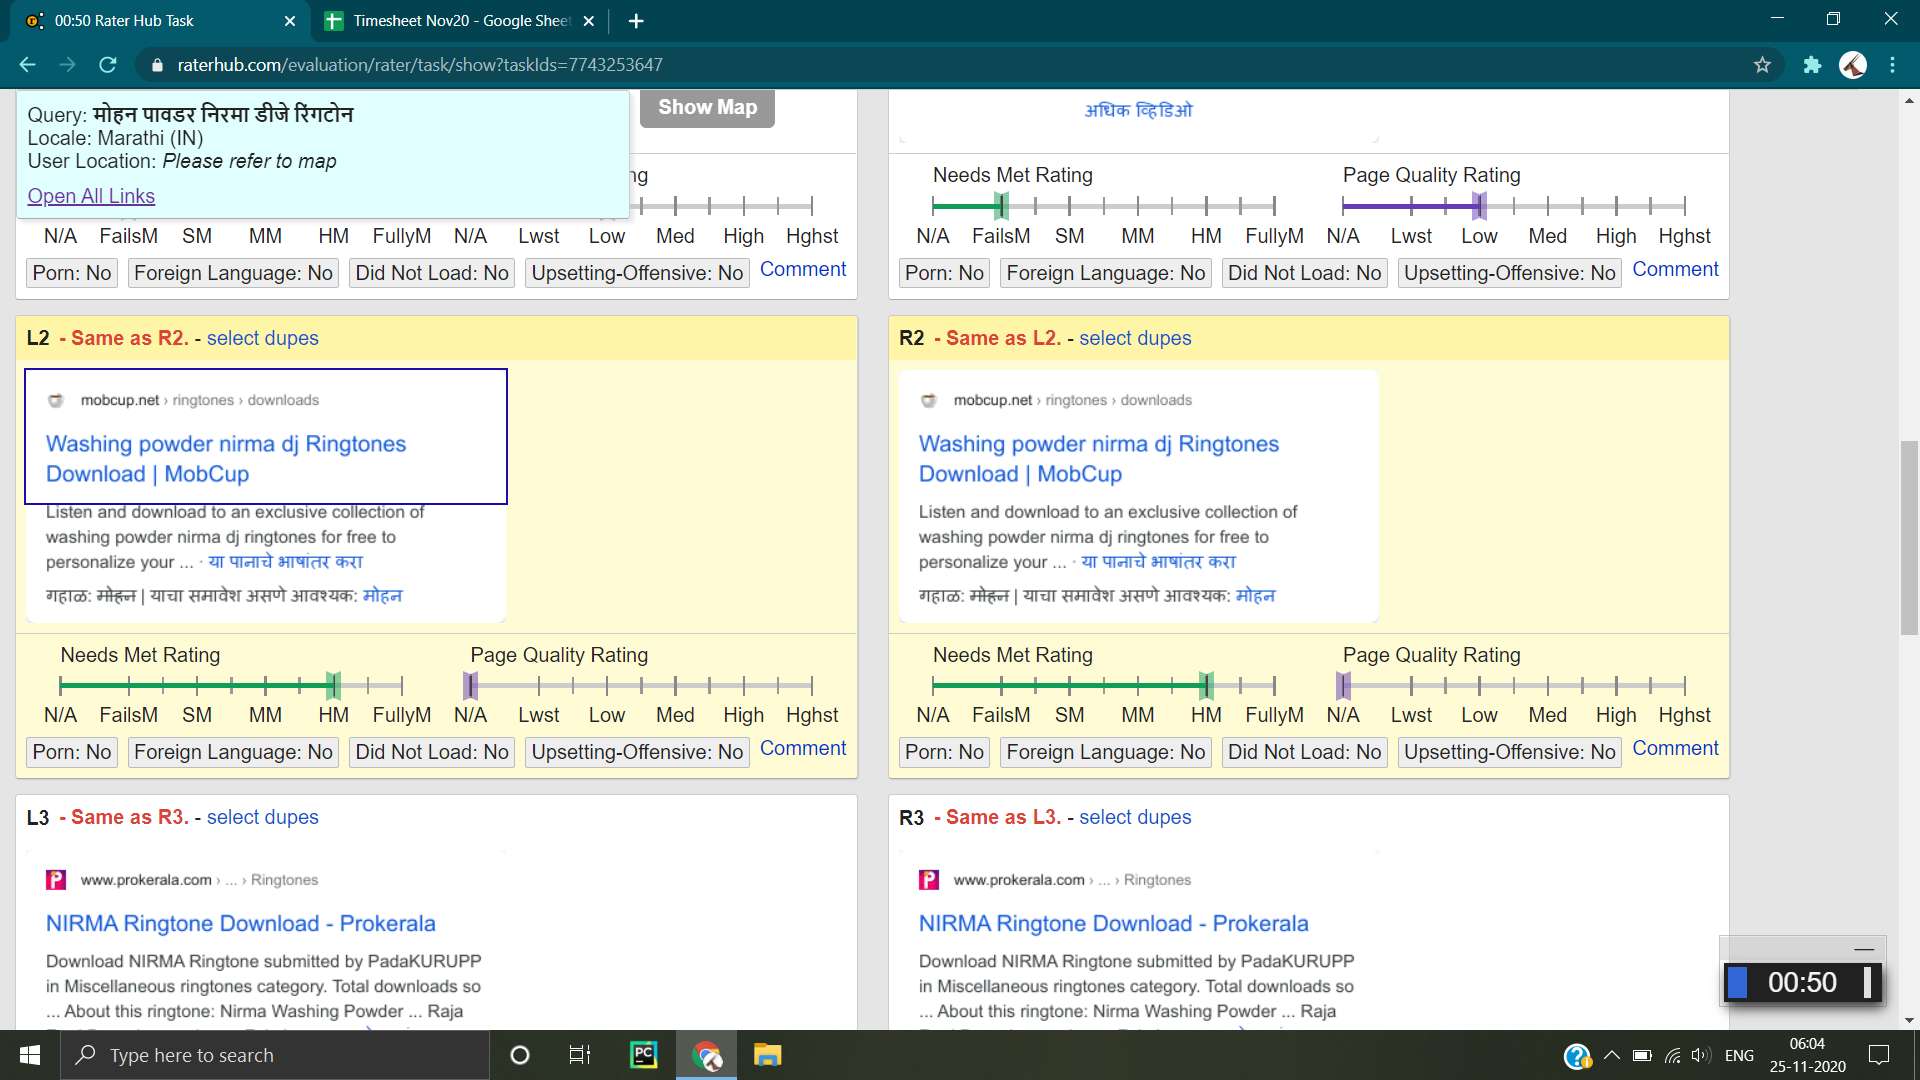 00:50 Rater Hub Task
Timesheet Nov20 - Google Sheet
raterhub.com/evaluation/rater/task/show?taskIds=7743253647
Query: मोहन पावडर निरमा डीजे रिंगटोन
Locale: Marathi (IN)
User Location: Please refer to map
Open All Links
Show Map
ng
N/A FailsM SM MM HM FullyM N/A Lwst Low Med High Hghst
Porn: No Foreign Language: No Did Not Load: No Upsetting-Offensive: No Comment
अधिक व्हिडिओ
Needs Met Rating Page Quality Rating
N/A FailsM SM MM HM FullyM N/A Lwst Low Med High Hghst
Porn: No Foreign Language: No Did Not Load: No Upsetting-Offensive: No Comment
L2 - Same as R2. - select dupes
mobcup.net › ringtones › downloads
Washing powder nirma dj Ringtones
Download | MobCup
Listen and download to an exclusive collection of
washing powder nirma dj ringtones for free to
personalize your ... · या पानाचे भाषांतर करा
गहाळ: मोहन | याचा समावेश असणे आवश्यक: मोहन
Needs Met Rating Page Quality Rating
N/A FailsM SM MM HM FullyM N/A Lwst Low Med High Hghst
Porn: No Foreign Language: No Did Not Load: No Upsetting-Offensive: No Comment
R2 - Same as L2. - select dupes
mobcup.net › ringtones › downloads
Washing powder nirma dj Ringtones
Download | MobCup
Listen and download to an exclusive collection of
washing powder nirma dj ringtones for free to
personalize your ... · या पानाचे भाषांतर करा
गहाळ: मोहन | याचा समावेश असणे आवश्यक: मोहन
Needs Met Rating Page Quality Rating
N/A FailsM SM MM HM FullyM N/A Lwst Low Med High Hghst
Porn: No Foreign Language: No Did Not Load: No Upsetting-Offensive: No Comment
L3 - Same as R3. - select dupes
www.prokerala.com › ... › Ringtones
NIRMA Ringtone Download - Prokerala
Download NIRMA Ringtone submitted by PadaKURUPP
in Miscellaneous ringtones category. Total downloads so
... About this ringtone: Nirma Washing Powder ... Raja
R3 - Same as L3. - select dupes
www.prokerala.com › ... › Ringtones
NIRMA Ringtone Download - Prokerala
Download NIRMA Ringtone submitted by PadaKURUPP
in Miscellaneous ringtones category. Total downloads so
... About this ringtone: Nirma Washing Powder ... Raja
00:50
Type here to search
PC
ENG
06:04
25-11-2020